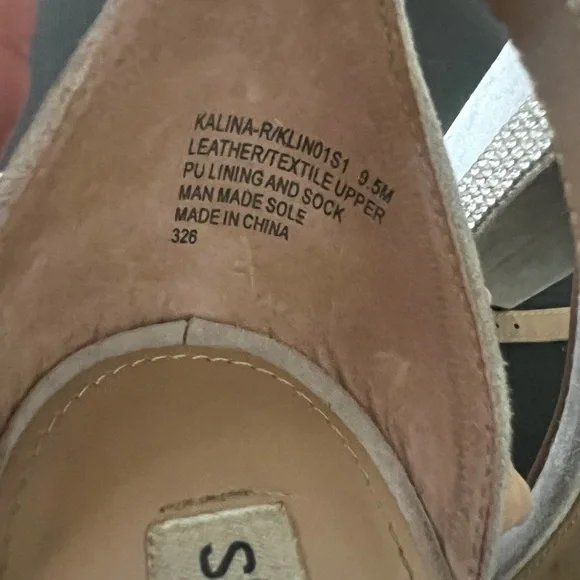 KALINA-R/KLIN01S1 9.5M
LEATHER/TEXTILE UPPER
PU LINING AND SOCK
MAN MADE SOLE
MADE IN CHINA
326
S